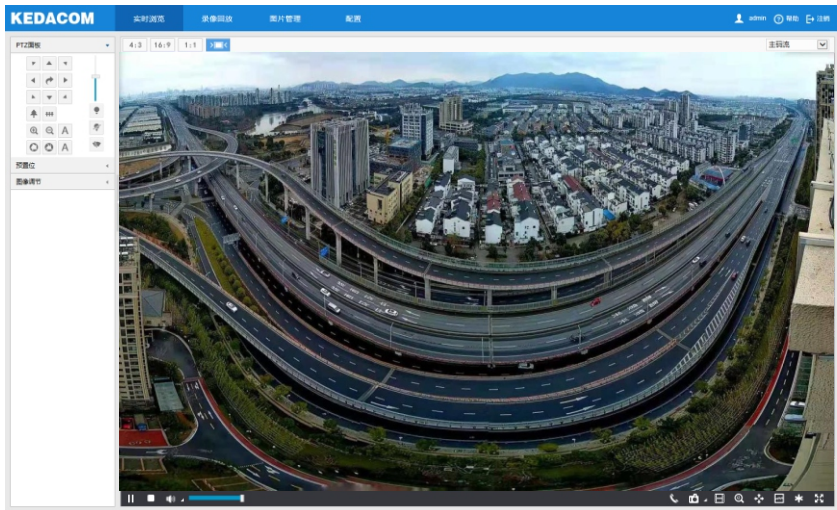 KEDACOM 实时浏览 录像回放 图片管理 配置 admin 帮助 注销
PTZ面板
4:3 16:9 1:1 主码流
A
A
预置位
图像调节